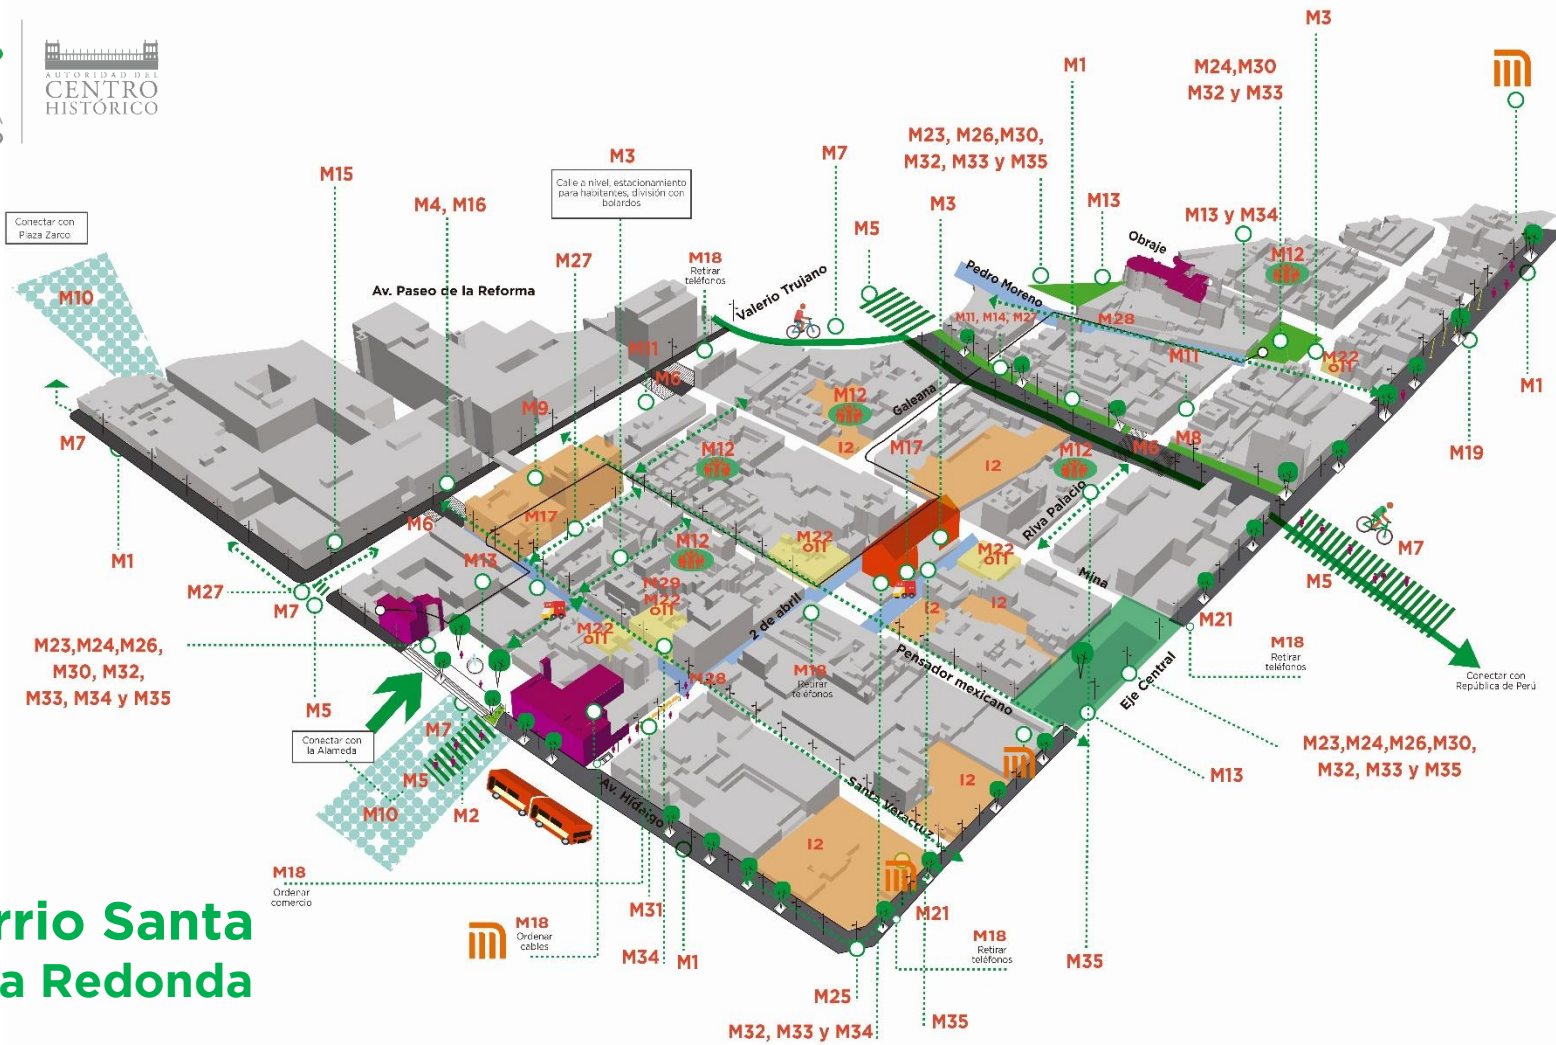 AUTORIDAD DEL
CENTRO
HISTÓRICO
M3
M1
M24,M30
M32 y M33
M3
Calle a nivel, estacionamiento
para habitantes, división con
bolardos
M7
M23, M26,M30,
M32, M33 y M35
M15
M4, M16
M3
M13
M13 y M34
M5
Obraje
M12
Conectar con
Plaza Zarco
M27
M18
Retirar
teléfonos
Valerio Trujano
Pedro Moreno
M10
Av. Paseo de la Reforma
M11, M14, M27
M28
M11
M11
M22
M6
M1
M9
M12
Galeana
I2
M17
M8
M6
M7
M12
I2
M12
M19
M6
M17
Riva Palacio
M1
M13
M12
M22
M22
Mina
M7
M5
M27
M7
M29
M22
M22
2 de abril
I2
I2
M21
M18
Retirar
teléfonos
M23,M24,M26,
M30, M32,
M33, M34 y M35
M28
M18
Retirar
teléfonos
Pensador mexicano
Eje Central
Conectar con
República de Perú
M5
Conectar con
la Alameda
M7
M5
M10
M2
Av. Hidalgo
Santa Veracruz
I2
M13
M23,M24,M26,M30,
M32, M33 y M35
I2
M18
Ordenar
comercio
M31
M21
M18
Ordenar
cables
M34
M1
M18
Retirar
teléfonos
M35
rrio Santa
a Redonda
M25
M32, M33 y M34
M35